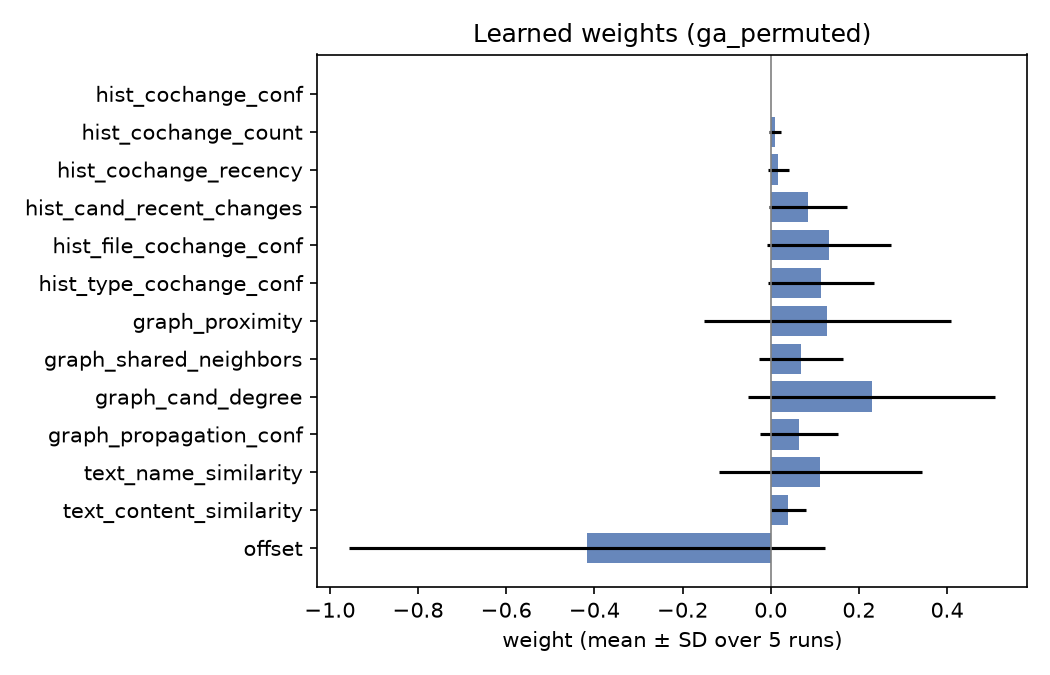 Learned weights (ga_permuted)
hist_cochange_conf
hist_cochange_count
hist_cochange_recency
hist_cand_recent_changes
hist_file_cochange_conf
hist_type_cochange_conf
graph_proximity
graph_shared_neighbors
graph_cand_degree
graph_propagation_conf
text_name_similarity
text_content_similarity
offset
−1.0 −0.8 −0.6 −0.4 −0.2 0.0 0.2 0.4
weight (mean ± SD over 5 runs)